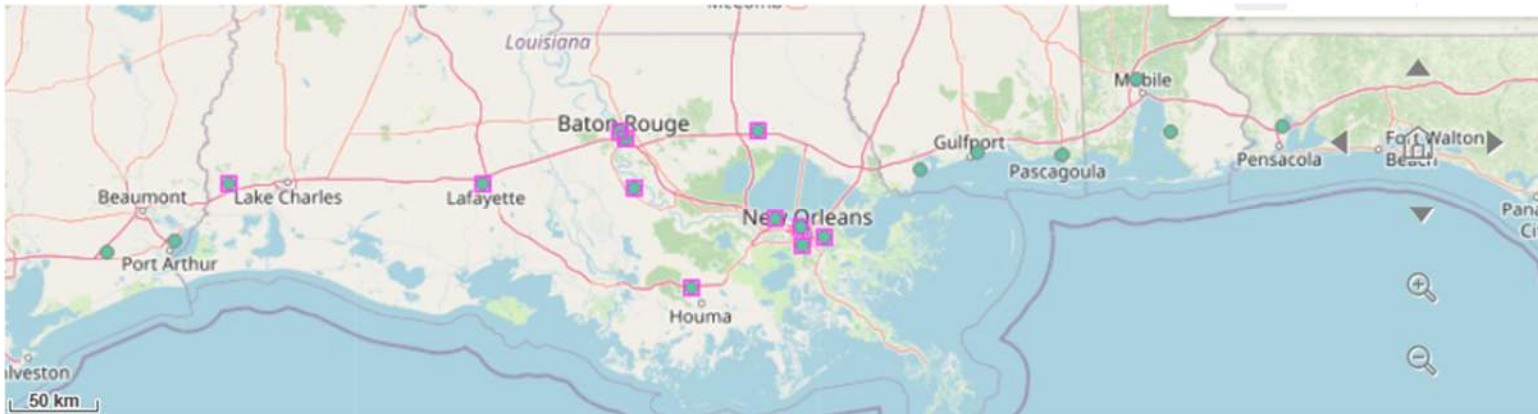 Louisiana
Mobile
Baton Rouge
Gulfport
Fort Walton
Beach
Pensacola
Pascagoula
Beaumont
Lake Charles
Lafayette
New Orleans
Port Arthur
Houma
50 km